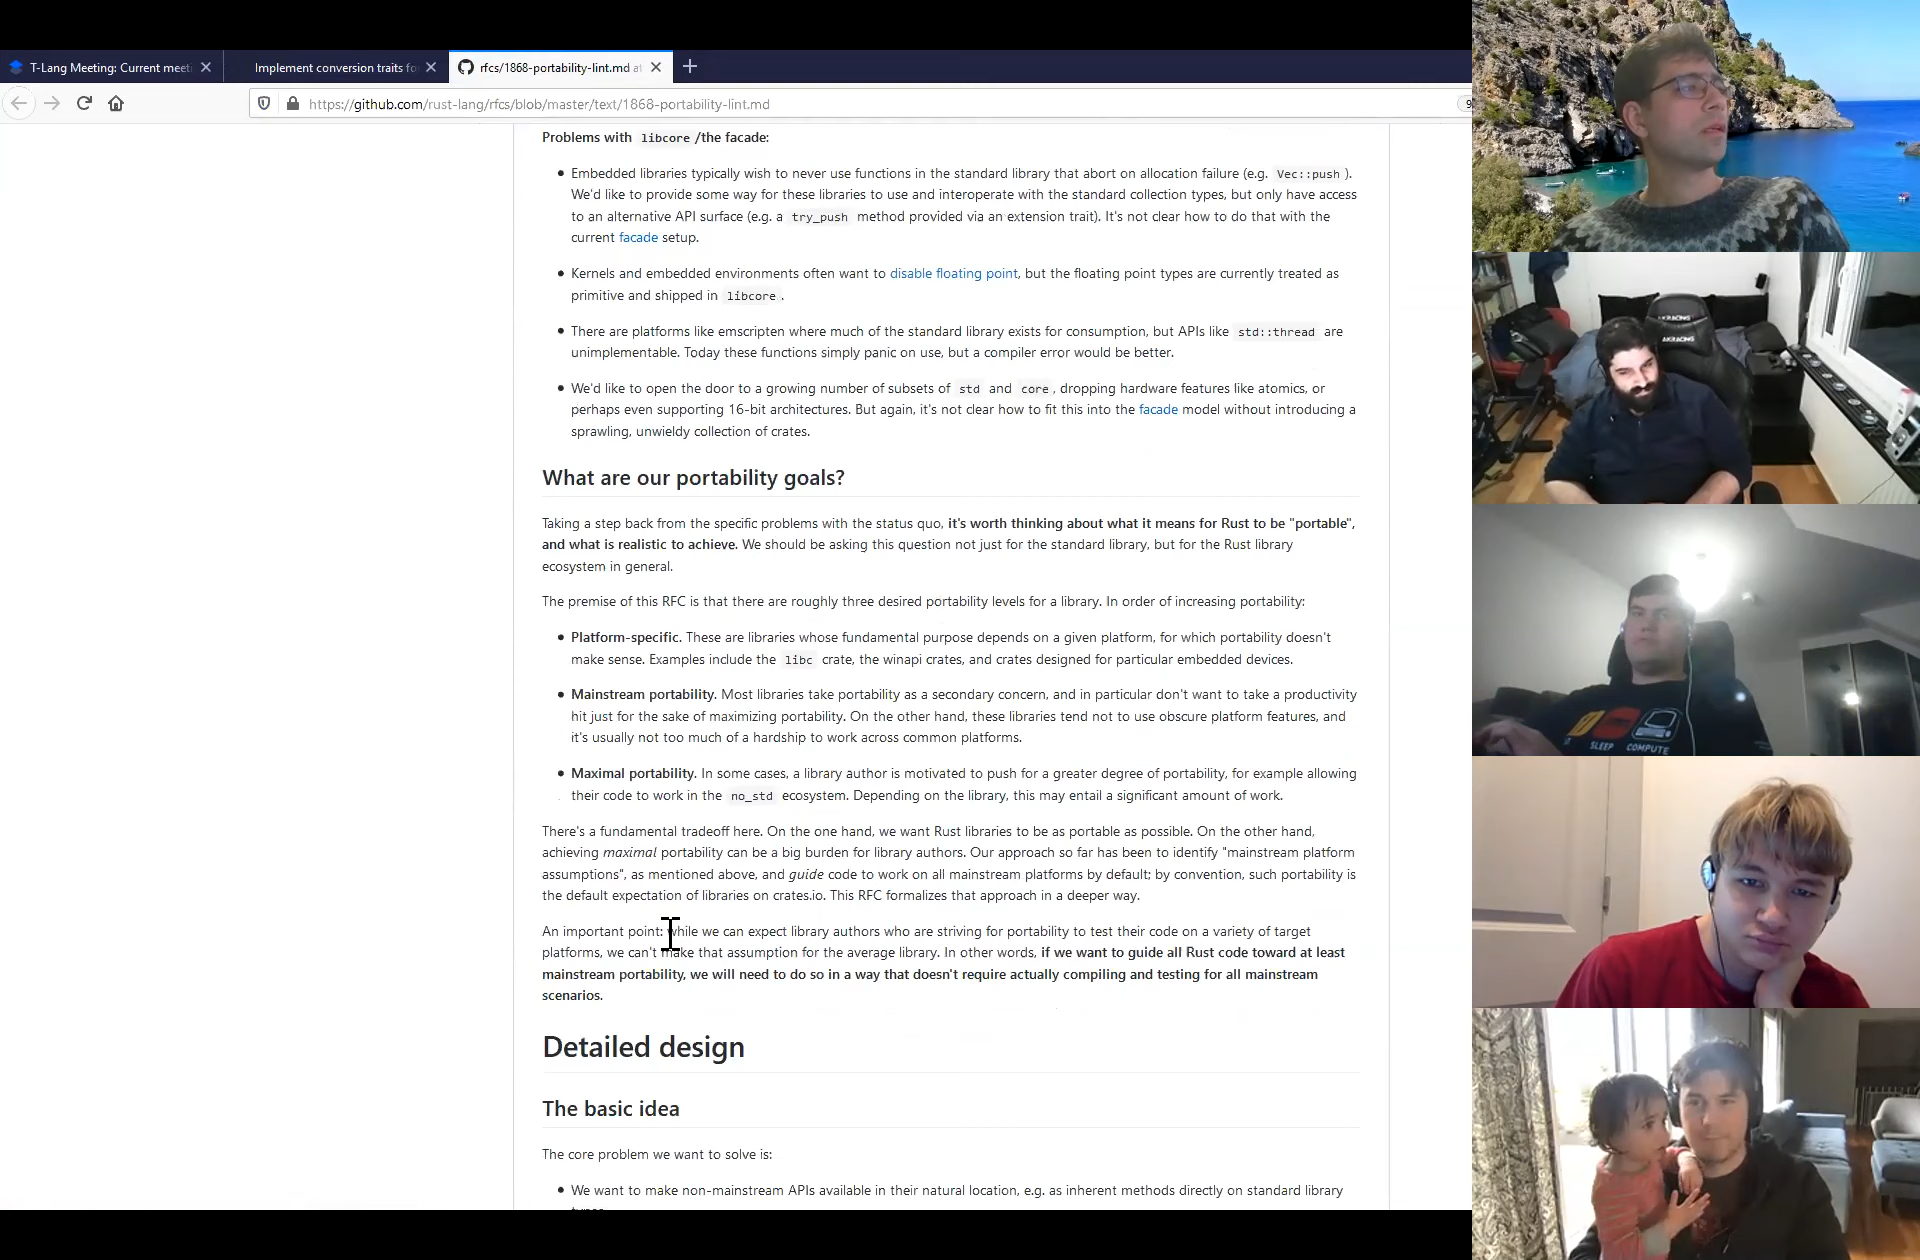 T-Lang Meeting: Current meet
Implement conversion traits fo
rfcs/1868-portability-lint.md at
https://github.com/rust-lang/rfcs/blob/master/text/1868-portability-lint.md
Problems with libcore /the facade:
Embedded libraries typically wish to never use functions in the standard library that abort on allocation failure (e.g. Vec::push ).
We'd like to provide some way for these libraries to use and interoperate with the standard collection types, but only have access
to an alternative API surface (e.g. a try_push method provided via an extension trait). It's not clear how to do that with the
current facade setup.
Kernels and embedded environments often want to disable floating point, but the floating point types are currently treated as
primitive and shipped in libcore .
There are platforms like emscripten where much of the standard library exists for consumption, but APIs like std::thread are
unimplementable. Today these functions simply panic on use, but a compiler error would be better.
We'd like to open the door to a growing number of subsets of std and core , dropping hardware features like atomics, or
perhaps even supporting 16-bit architectures. But again, it's not clear how to fit this into the facade model without introducing a
sprawling, unwieldy collection of crates.
What are our portability goals?
Taking a step back from the specific problems with the status quo, it's worth thinking about what it means for Rust to be "portable",
and what is realistic to achieve. We should be asking this question not just for the standard library, but for the Rust library
ecosystem in general.
The premise of this RFC is that there are roughly three desired portability levels for a library. In order of increasing portability:
Platform-specific. These are libraries whose fundamental purpose depends on a given platform, for which portability doesn't
make sense. Examples include the libc crate, the winapi crates, and crates designed for particular embedded devices.
Mainstream portability. Most libraries take portability as a secondary concern, and in particular don't want to take a productivity
hit just for the sake of maximizing portability. On the other hand, these libraries tend not to use obscure platform features, and
it's usually not too much of a hardship to work across common platforms.
Maximal portability. In some cases, a library author is motivated to push for a greater degree of portability, for example allowing
their code to work in the no_std ecosystem. Depending on the library, this may entail a significant amount of work.
There's a fundamental tradeoff here. On the one hand, we want Rust libraries to be as portable as possible. On the other hand,
achieving maximal portability can be a big burden for library authors. Our approach so far has been to identify "mainstream platform
assumptions", as mentioned above, and guide code to work on all mainstream platforms by default; by convention, such portability is
the default expectation of libraries on crates.io. This RFC formalizes that approach in a deeper way.
An important point: while we can expect library authors who are striving for portability to test their code on a variety of target
platforms, we can't make that assumption for the average library. In other words, if we want to guide all Rust code toward at least
mainstream portability, we will need to do so in a way that doesn't require actually compiling and testing for all mainstream
scenarios.
Detailed design
The basic idea
The core problem we want to solve is:
We want to make non-mainstream APIs available in their natural location, e.g. as inherent methods directly on standard library
AKRACING
AKRACING
SLEEP COMPUTE